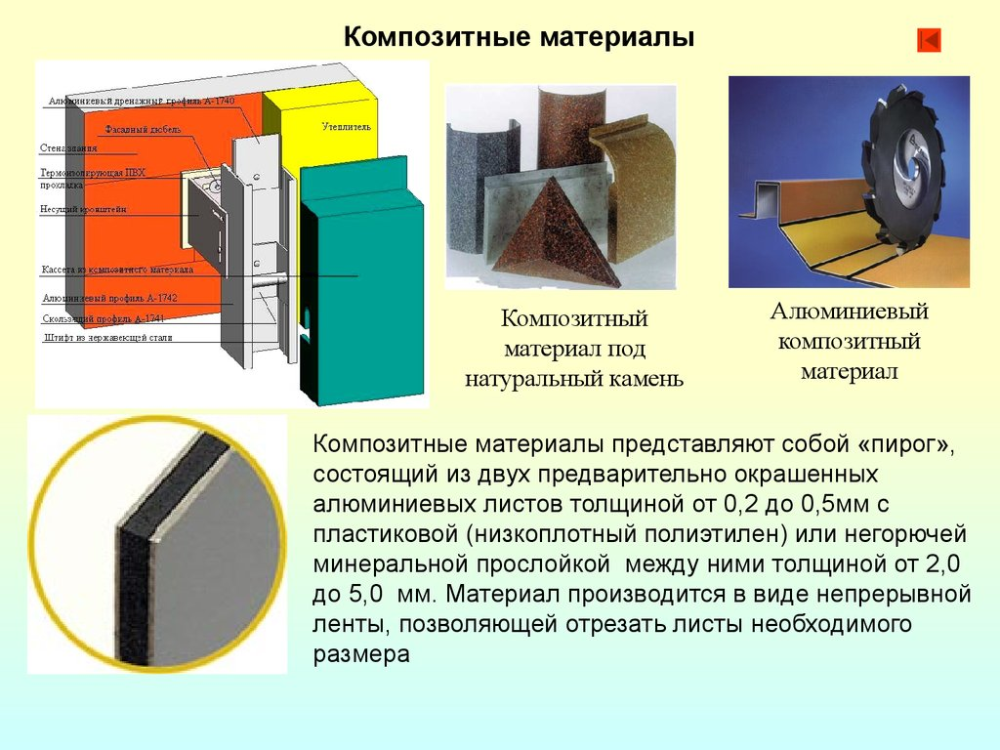 Композитные материалы
Алюминиевый дренажный профиль А-1740
Фасадный дюбель
Утеплитель
Стена здания
Термоизолирующая ПВХ
прокладка
Несущий кронштейн
Кассета из композитного материала
Алюминиевый профиль А-1742
Скользящий профиль А-1741
Штифт из нержавеющей стали
Композитный
материал под
натуральный камень
Алюминиевый
композитный
материал
Композитные материалы представляют собой «пирог»,
состоящий из двух предварительно окрашенных
алюминиевых листов толщиной от 0,2 до 0,5мм с
пластиковой (низкоплотный полиэтилен) или негорючей
минеральной прослойкой между ними толщиной от 2,0
до 5,0 мм. Материал производится в виде непрерывной
ленты, позволяющей отрезать листы необходимого
размера